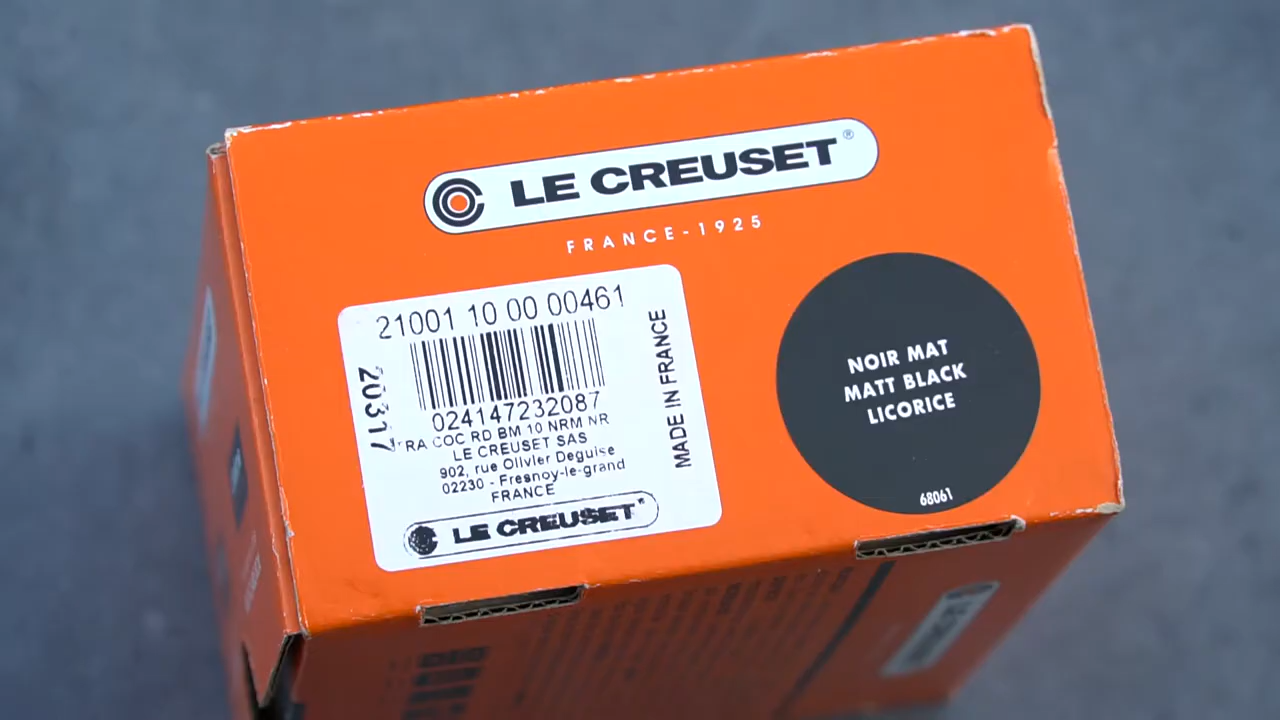 LE CREUSET®
FRANCE-1925
21001 10 00 00461
20317
024147232087
TRA COC RD BM 10 NRM NR
LE CREUSET SAS
902, rue Olivier Deguise
02230 - Fresnoy-le-grand
FRANCE
LE CREUSET
MADE IN FRANCE
NOIR MAT
MATT BLACK
LICORICE
68061